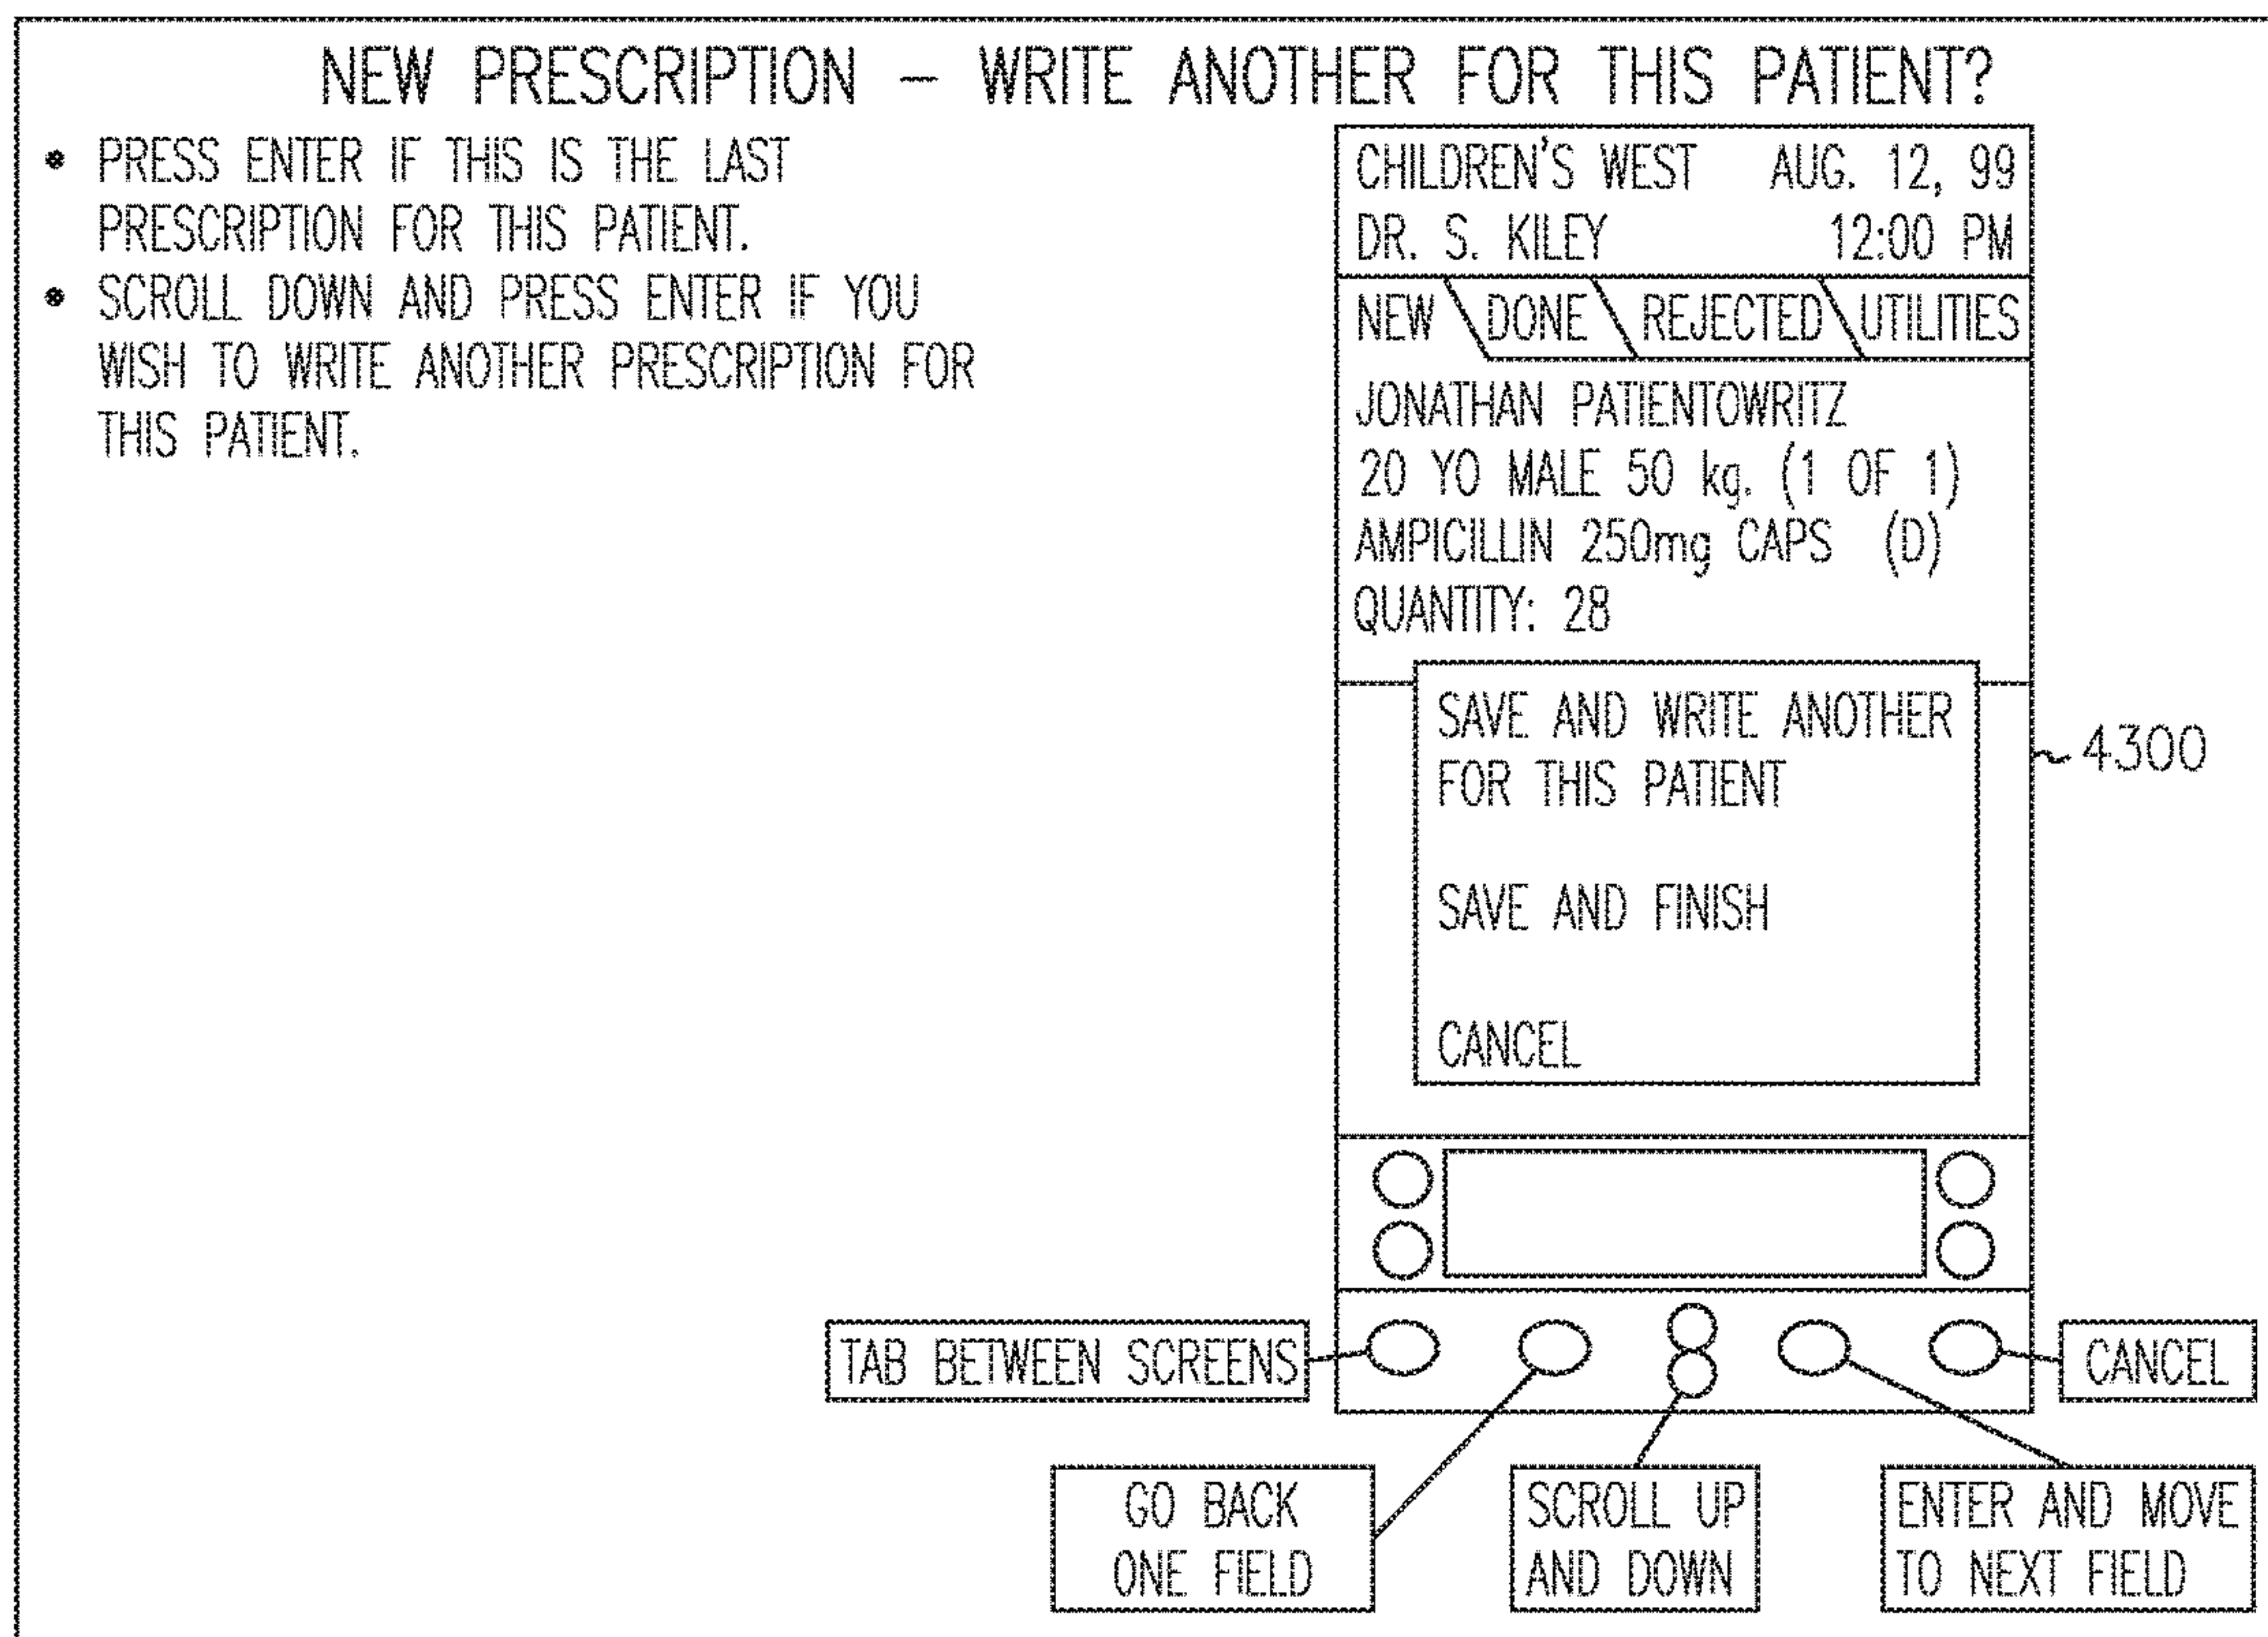 NEW PRESCRIPTION – WRITE ANOTHER FOR THIS PATIENT?
• PRESS ENTER IF THIS IS THE LAST
PRESCRIPTION FOR THIS PATIENT.
• SCROLL DOWN AND PRESS ENTER IF YOU
WISH TO WRITE ANOTHER PRESCRIPTION FOR
THIS PATIENT.
CHILDREN'S WEST AUG. 12, 99
DR. S. KILEY 12:00 PM
NEW DONE REJECTED UTILITIES
JONATHAN PATIENTOWRITZ
20 YO MALE 50 kg. (1 OF 1)
AMPICILLIN 250mg CAPS (D)
QUANTITY: 28
SAVE AND WRITE ANOTHER
FOR THIS PATIENT
SAVE AND FINISH
CANCEL
4300
TAB BETWEEN SCREENS
CANCEL
GO BACK
ONE FIELD
SCROLL UP
AND DOWN
ENTER AND MOVE
TO NEXT FIELD